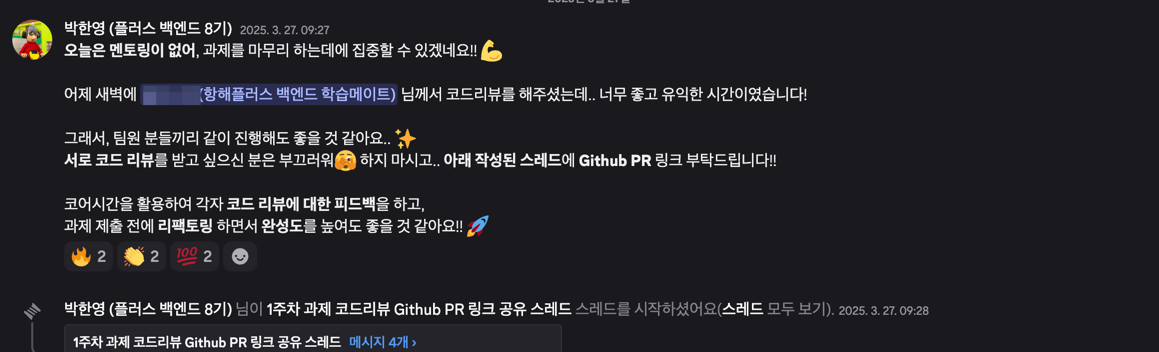 박한영 (플러스 백엔드 8기) 2025. 3. 27. 09:27
오늘은 멘토링이 없어, 과제를 마무리 하는데에 집중할 수 있겠네요!! 💪
어제 새벽에 (항해플러스 백엔드 학습메이트) 님께서 코드리뷰를 해주셨는데.. 너무 좋고 유익한 시간이였습니다!
그래서, 팀원 분들끼리 같이 진행해도 좋을 것 같아요.. ✨
서로 코드 리뷰를 받고 싶으신 분은 부끄러워🫣 하지 마시고.. 아래 작성된 스레드에 Github PR 링크 부탁드립니다!!
코어시간을 활용하여 각자 코드 리뷰에 대한 피드백을 하고,
과제 제출 전에 리팩토링 하면서 완성도를 높여도 좋을 것 같아요!! 🚀
🔥 2 👏 2 💯 2
박한영 (플러스 백엔드 8기) 님이 1주차 과제 코드리뷰 Github PR 링크 공유 스레드 스레드를 시작하셨어요(스레드 모두 보기). 2025. 3. 27. 09:28
1주차 과제 코드리뷰 Github PR 링크 공유 스레드 메시지 4개 ›